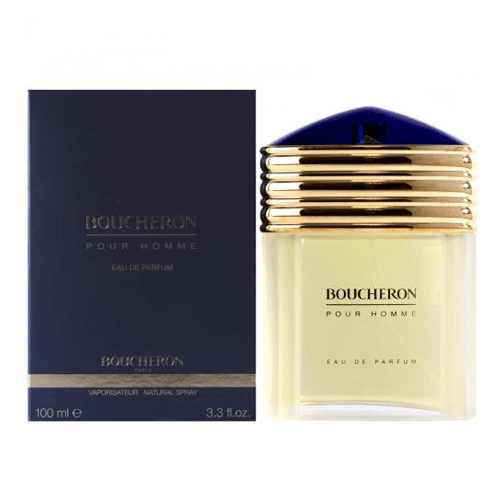 BOUCHERON
POUR HOMME
EAU DE PARFUM
BOUCHERON
PARIS
VAPORISATEUR NATURAL SPRAY
100 ml ℮ 3.3 fl.oz.
BOUCHERON
POUR HOMME
EAU DE PARFUM